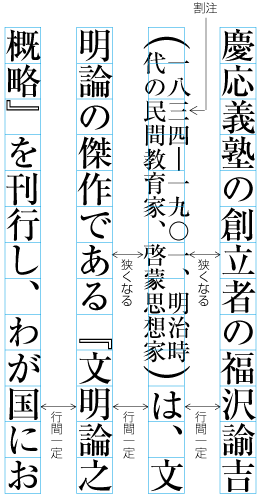 割注
慶応義塾の創立者の福沢諭吉
(一八三四―一九〇一、明治時
代の民間教育家、啓蒙思想家)は、文
明論の傑作である『文明論之
概略』を刊行し、わが国にお
狭くなる
狭くなる
行間一定
行間一定
行間一定